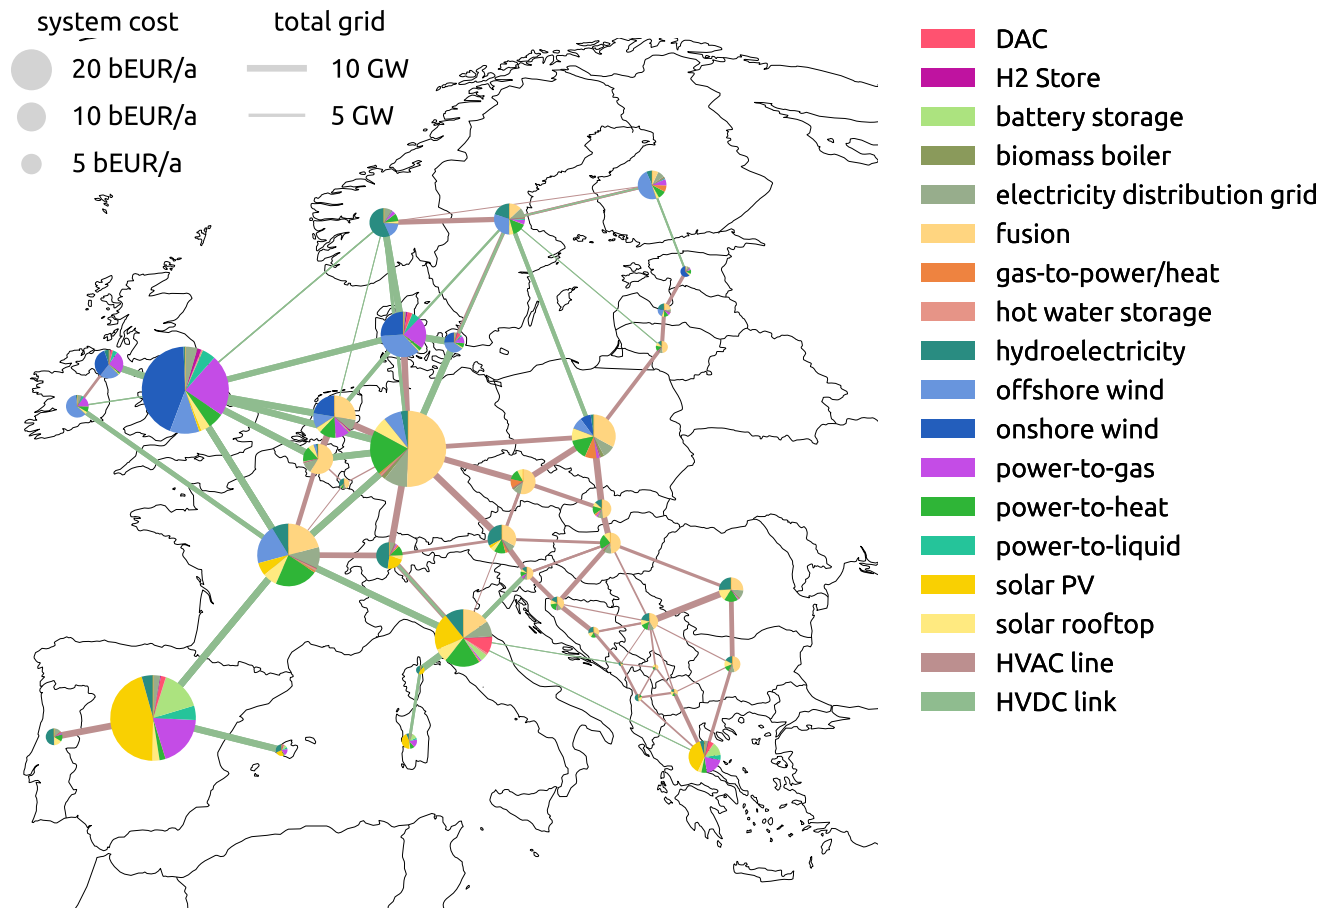 system cost
20 bEUR/a
10 bEUR/a
5 bEUR/a
total grid
10 GW
5 GW
DAC
H2 Store
battery storage
biomass boiler
electricity distribution grid
fusion
gas-to-power/heat
hot water storage
hydroelectricity
offshore wind
onshore wind
power-to-gas
power-to-heat
power-to-liquid
solar PV
solar rooftop
HVAC line
HVDC link